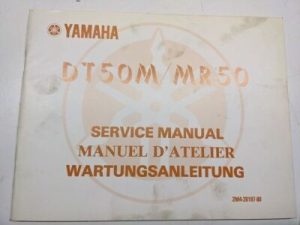 YAMAHA
DT50M/MR50
SERVICE MANUAL
MANUEL D'ATELIER
WARTUNGSANLEITUNG